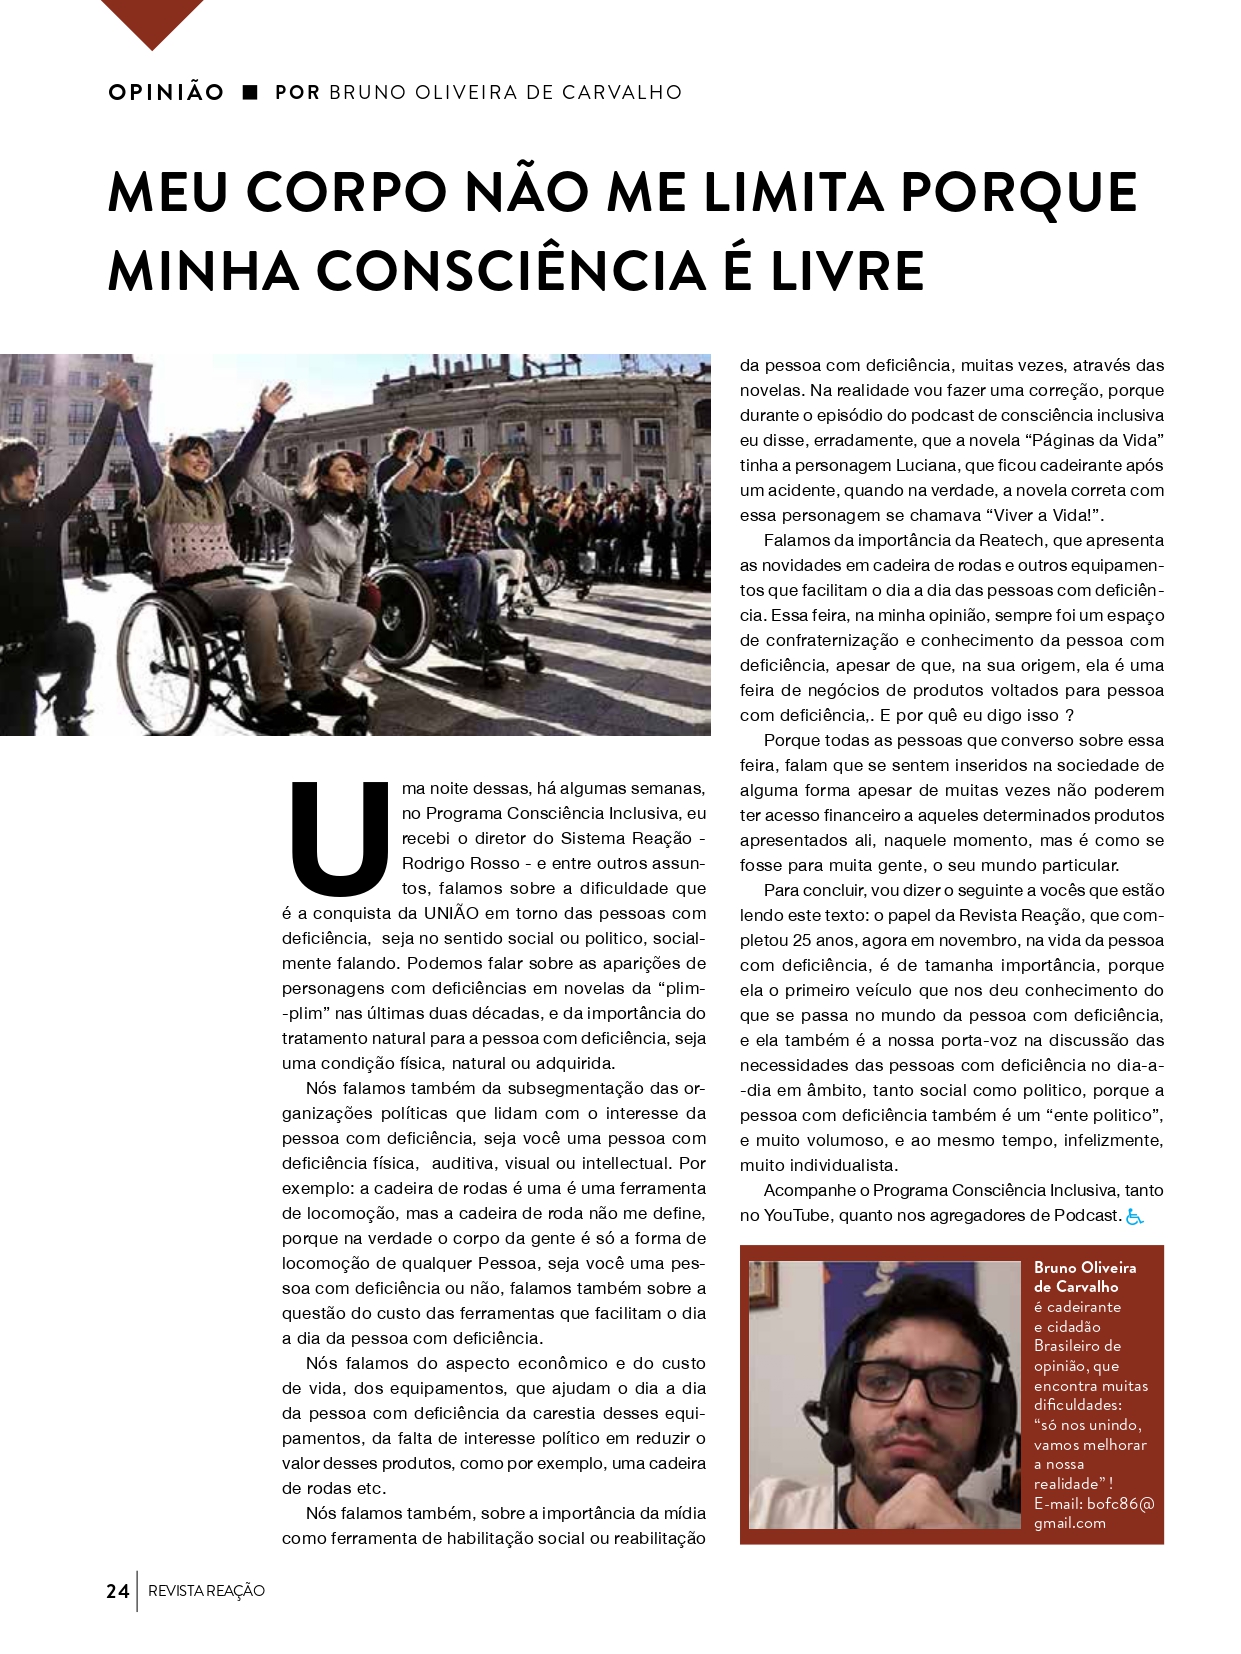 OPINIÃO ■ POR BRUNO OLIVEIRA DE CARVALHO
MEU CORPO NÃO ME LIMITA PORQUE
MINHA CONSCIÊNCIA É LIVRE
Uma noite dessas, há algumas semanas,
no Programa Consciência Inclusiva, eu
recebi o diretor do Sistema Reação -
Rodrigo Rosso - e entre outros assun-
tos, falamos sobre a dificuldade que
é a conquista da UNIÃO em torno das pessoas com
deficiência, seja no sentido social ou politico, social-
mente falando. Podemos falar sobre as aparições de
personagens com deficiências em novelas da “plim-
-plim” nas últimas duas décadas, e da importância do
tratamento natural para a pessoa com deficiência, seja
uma condição física, natural ou adquirida.
Nós falamos também da subsegmentação das or-
ganizações políticas que lidam com o interesse da
pessoa com deficiência, seja você uma pessoa com
deficiência física, auditiva, visual ou intellectual. Por
exemplo: a cadeira de rodas é uma é uma ferramenta
de locomoção, mas a cadeira de roda não me define,
porque na verdade o corpo da gente é só a forma de
locomoção de qualquer Pessoa, seja você uma pes-
soa com deficiência ou não, falamos também sobre a
questão do custo das ferramentas que facilitam o dia
a dia da pessoa com deficiência.
Nós falamos do aspecto econômico e do custo
de vida, dos equipamentos, que ajudam o dia a dia
da pessoa com deficiência da carestia desses equi-
pamentos, da falta de interesse político em reduzir o
valor desses produtos, como por exemplo, uma cadeira
de rodas etc.
Nós falamos também, sobre a importância da mídia
como ferramenta de habilitação social ou reabilitação
da pessoa com deficiência, muitas vezes, através das
novelas. Na realidade vou fazer uma correção, porque
durante o episódio do podcast de consciência inclusiva
eu disse, erradamente, que a novela “Páginas da Vida”
tinha a personagem Luciana, que ficou cadeirante após
um acidente, quando na verdade, a novela correta com
essa personagem se chamava “Viver a Vida!”.
Falamos da importância da Reatech, que apresenta
as novidades em cadeira de rodas e outros equipamen-
tos que facilitam o dia a dia das pessoas com deficiên-
cia. Essa feira, na minha opinião, sempre foi um espaço
de confraternização e conhecimento da pessoa com
deficiência, apesar de que, na sua origem, ela é uma
feira de negócios de produtos voltados para pessoa
com deficiência,. E por quê eu digo isso ?
Porque todas as pessoas que converso sobre essa
feira, falam que se sentem inseridos na sociedade de
alguma forma apesar de muitas vezes não poderem
ter acesso financeiro a aqueles determinados produtos
apresentados ali, naquele momento, mas é como se
fosse para muita gente, o seu mundo particular.
Para concluir, vou dizer o seguinte a vocês que estão
lendo este texto: o papel da Revista Reação, que com-
pletou 25 anos, agora em novembro, na vida da pessoa
com deficiência, é de tamanha importância, porque
ela o primeiro veículo que nos deu conhecimento do
que se passa no mundo da pessoa com deficiência,
e ela também é a nossa porta-voz na discussão das
necessidades das pessoas com deficiência no dia-a-
-dia em âmbito, tanto social como politico, porque a
pessoa com deficiência também é um “ente politico”,
e muito volumoso, e ao mesmo tempo, infelizmente,
muito individualista.
Acompanhe o Programa Consciência Inclusiva, tanto
no YouTube, quanto nos agregadores de Podcast.
Bruno Oliveira
de Carvalho
é cadeirante
e cidadão
Brasileiro de
opinião, que
encontra muitas
dificuldades:
“só nos unindo,
vamos melhorar
a nossa
realidade” !
E-mail: bofc86@
gmail.com
24 REVISTA REAÇÃO